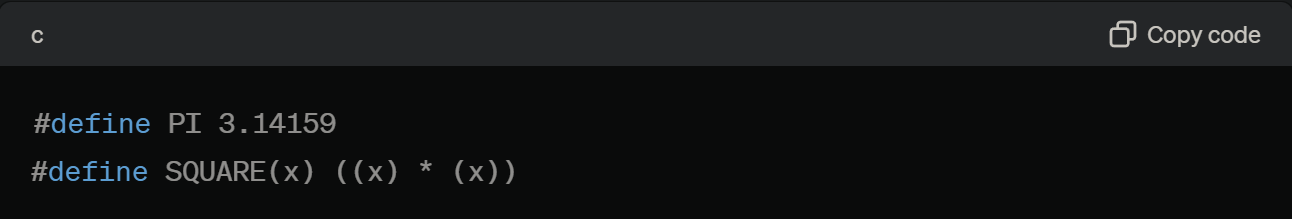 c
Copy code
#define PI 3.14159
#define SQUARE(x) ((x) * (x))